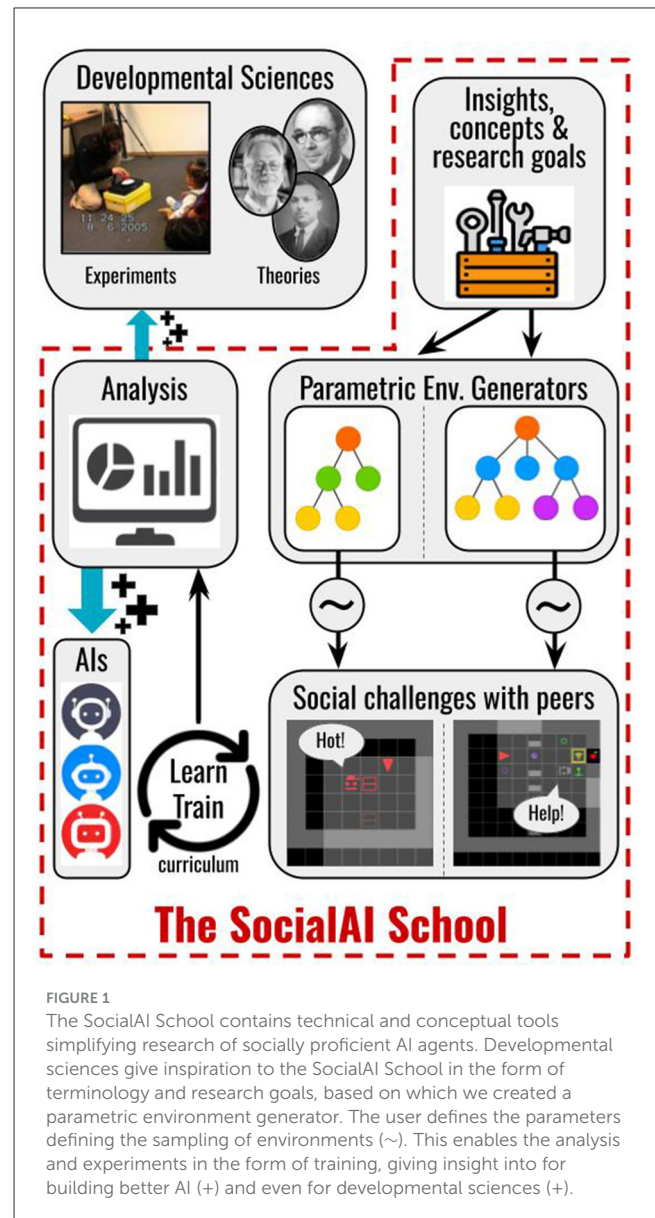 Developmental Sciences
11 24 25
8 6 2005
Experiments
Theories
Insights,
concepts &
research goals
Analysis
Parametric Env. Generators
~
~
AIs
Learn
Train
curriculum
Social challenges with peers
Hot!
Help!
The SocialAI School
FIGURE 1
The SocialAI School contains technical and conceptual tools
simplifying research of socially proficient AI agents. Developmental
sciences give inspiration to the SocialAI School in the form of
terminology and research goals, based on which we created a
parametric environment generator. The user defines the parameters
defining the sampling of environments (~). This enables the analysis
and experiments in the form of training, giving insight into for
building better AI (+) and even for developmental sciences (+).